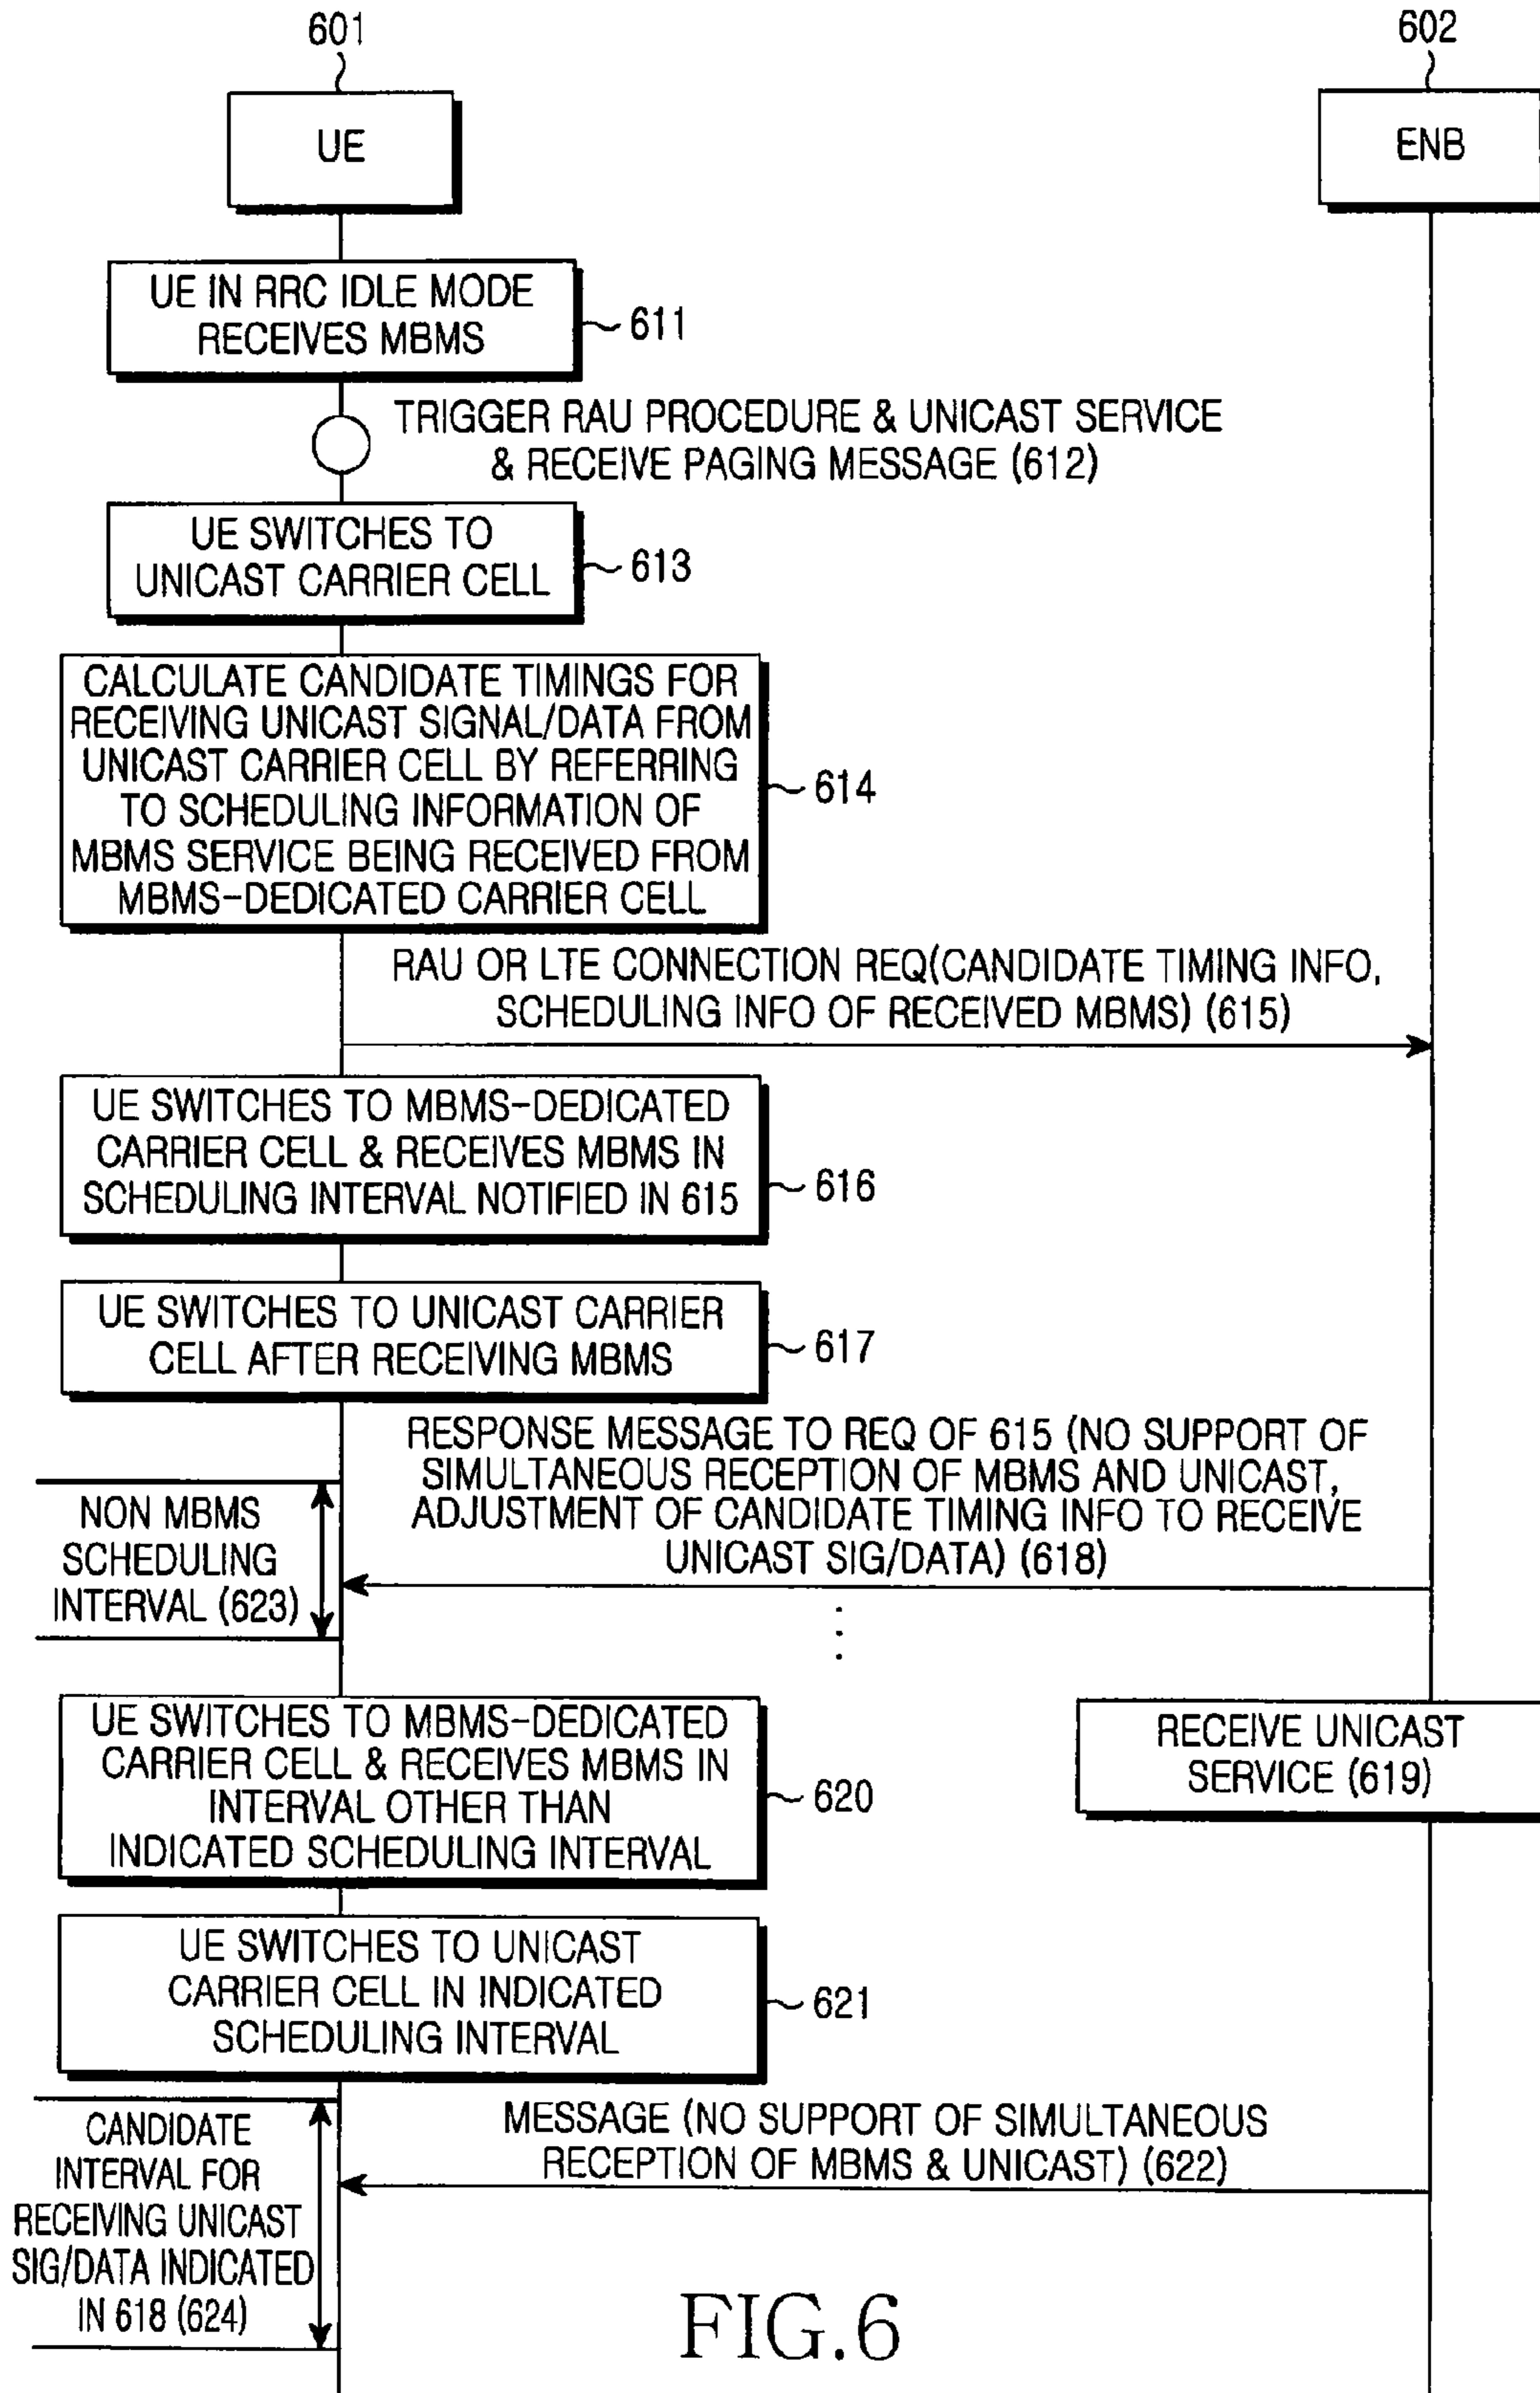 601
602
UE
ENB
UE IN RRC IDLE MODE
RECEIVES MBMS
611
TRIGGER RAU PROCEDURE & UNICAST SERVICE
& RECEIVE PAGING MESSAGE (612)
UE SWITCHES TO
UNICAST CARRIER CELL
613
CALCULATE CANDIDATE TIMINGS FOR
RECEIVING UNICAST SIGNAL/DATA FROM
UNICAST CARRIER CELL BY REFERRING
TO SCHEDULING INFORMATION OF
MBMS SERVICE BEING RECEIVED FROM
MBMS-DEDICATED CARRIER CELL
614
RAU OR LTE CONNECTION REQ(CANDIDATE TIMING INFO,
SCHEDULING INFO OF RECEIVED MBMS) (615)
UE SWITCHES TO MBMS-DEDICATED
CARRIER CELL & RECEIVES MBMS IN
SCHEDULING INTERVAL NOTIFIED IN 615
616
UE SWITCHES TO UNICAST CARRIER
CELL AFTER RECEIVING MBMS
617
RESPONSE MESSAGE TO REQ OF 615 (NO SUPPORT OF
SIMULTANEOUS RECEPTION OF MBMS AND UNICAST,
ADJUSTMENT OF CANDIDATE TIMING INFO TO RECEIVE
UNICAST SIG/DATA) (618)
NON MBMS
SCHEDULING
INTERVAL (623)
UE SWITCHES TO MBMS-DEDICATED
CARRIER CELL & RECEIVES MBMS IN
INTERVAL OTHER THAN
INDICATED SCHEDULING INTERVAL
620
RECEIVE UNICAST
SERVICE (619)
UE SWITCHES TO UNICAST
CARRIER CELL IN INDICATED
SCHEDULING INTERVAL
621
MESSAGE (NO SUPPORT OF SIMULTANEOUS
RECEPTION OF MBMS & UNICAST) (622)
CANDIDATE
INTERVAL FOR
RECEIVING UNICAST
SIG/DATA INDICATED
IN 618 (624)
FIG.6